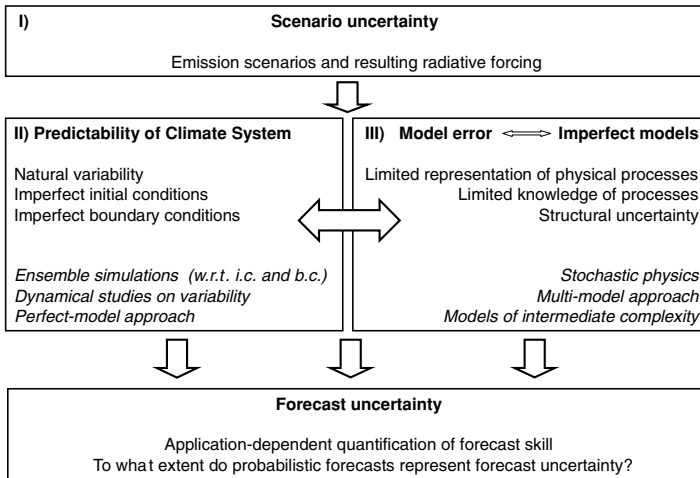 I) Scenario uncertainty
Emission scenarios and resulting radiative forcing
II) Predictability of Climate System
Natural variability
Imperfect initial conditions
Imperfect boundary conditions
Ensemble simulations (w.r.t. i.c. and b.c.)
Dynamical studies on variability
Perfect-model approach
III) Model error Imperfect models
Limited representation of physical processes
Limited knowledge of processes
Structural uncertainty
Stochastic physics
Multi-model approach
Models of intermediate complexity
Forecast uncertainty
Application-dependent quantification of forecast skill
To what extent do probabilistic forecasts represent forecast uncertainty?